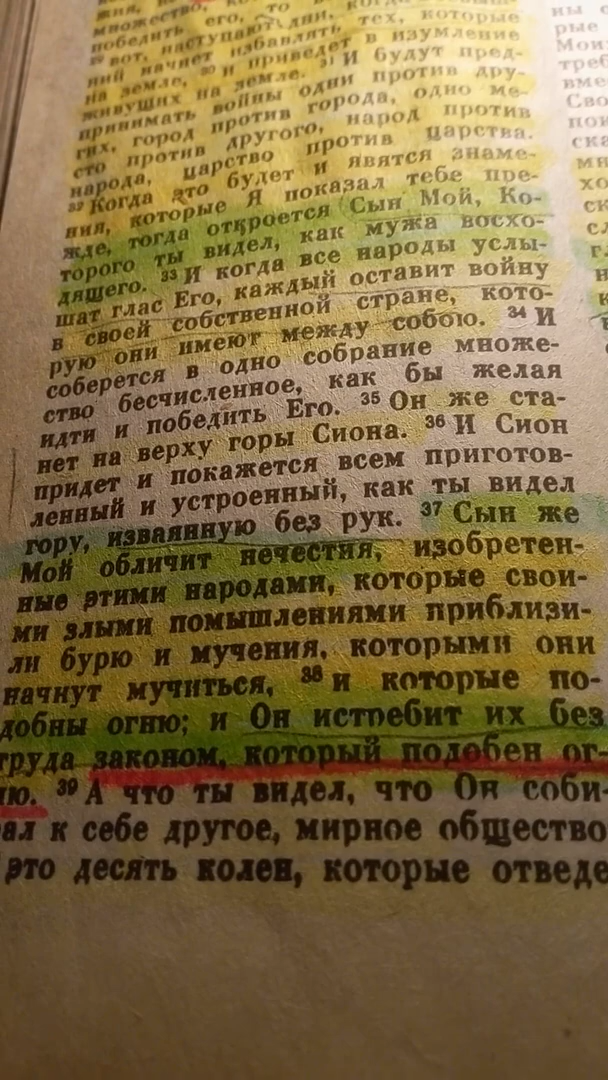 множество,
победить его, то
²⁹ вот, наступают дни, когда Всевыш-
ний начнет избавлять тех, которые
на земле, ³⁰ и приведет в изумление
живущих на земле. ³¹ И будут пред-
принимать войны одни против дру-
гих, город против города, одно ме-
сто против другого, народ против
народа, царство против царства.
³² Когда это будет и явятся знаме-
ния, которые Я показал тебе пре-
жде, тогда откроется Сын Мой, Ко-
торого ты видел, как мужа восхо-
дящего. ³³ И когда все народы услы-
шат глас Его, каждый оставит войну
в своей собственной стране, кото-
рую они имеют между собою. ³⁴ И
соберется в одно собрание множе-
ство бесчисленное, как бы желая
идти и победить Его. ³⁵ Он же ста-
нет на верху горы Сиона. ³⁶ И Сион
придет и покажется всем приготов-
ленный и устроенный, как ты видел
гору, изваянную без рук. ³⁷ Сын же
Мой обличит нечестия, изобретен-
ные этими народами, которые свои-
ми злыми помышлениями приблизи-
ли бурю и мучения, которыми они
начнут мучиться, ³⁸ и которые по-
добны огню; и Он истребит их без
труда законом, который подобен ог-
ню. ³⁹ А что ты видел, что Он соби-
рал к себе другое, мирное общество
это десять колен, которые отведе